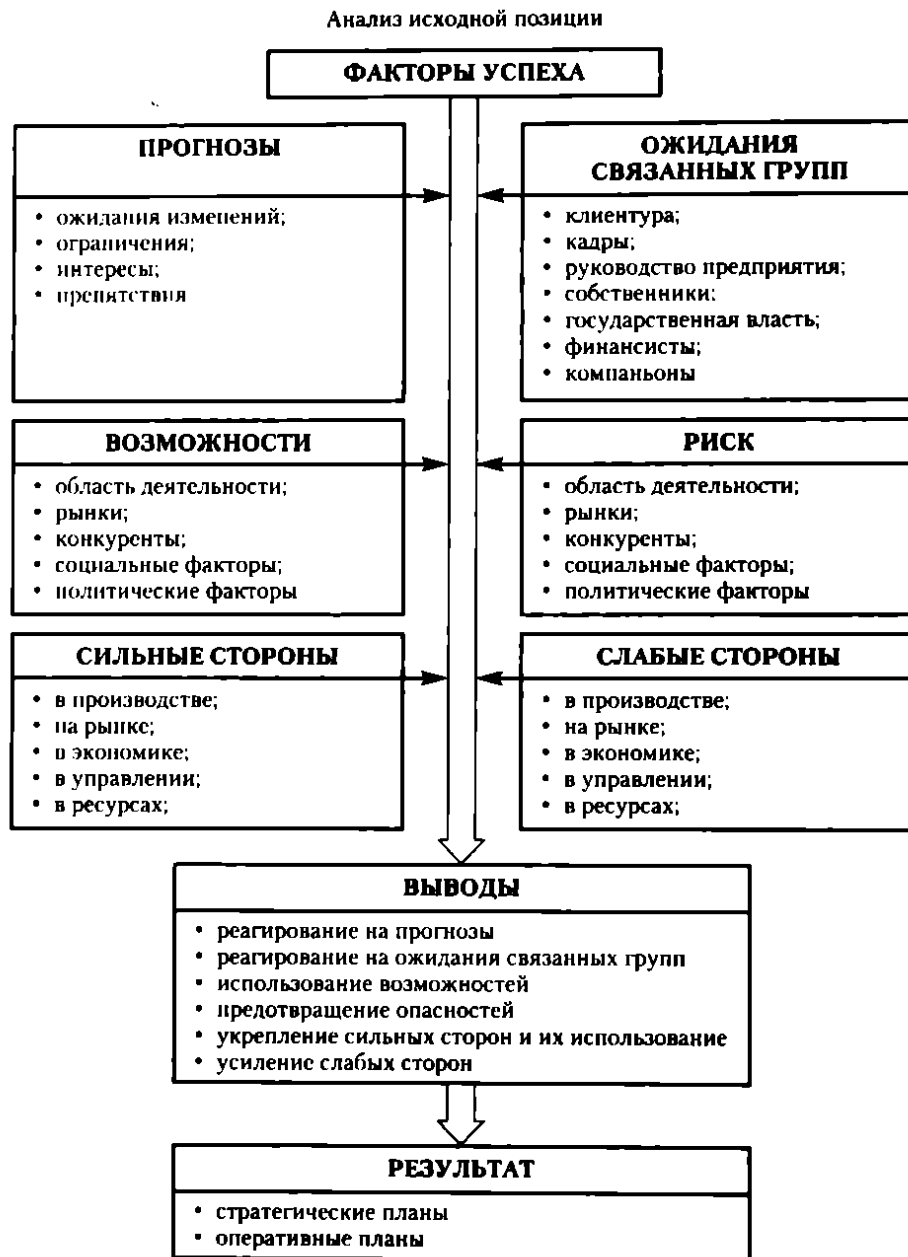 Анализ исходной позиции
ФАКТОРЫ УСПЕХА
ПРОГНОЗЫ
• ожидания изменений;
• ограничения;
• интересы;
• препятствия
ОЖИДАНИЯ
СВЯЗАННЫХ ГРУПП
• клиентура;
• кадры;
• руководство предприятия;
• собственники;
• государственная власть;
• финансисты;
• компаньоны
ВОЗМОЖНОСТИ
• область деятельности;
• рынки;
• конкуренты;
• социальные факторы;
• политические факторы
РИСК
• область деятельности;
• рынки;
• конкуренты;
• социальные факторы;
• политические факторы
СИЛЬНЫЕ СТОРОНЫ
• в производстве;
• на рынке;
• в экономике;
• в управлении;
• в ресурсах;
СЛАБЫЕ СТОРОНЫ
• в производстве;
• на рынке;
• в экономике;
• в управлении;
• в ресурсах;
ВЫВОДЫ
• реагирование на прогнозы
• реагирование на ожидания связанных групп
• использование возможностей
• предотвращение опасностей
• укрепление сильных сторон и их использование
• усиление слабых сторон
РЕЗУЛЬТАТ
• стратегические планы
• оперативные планы